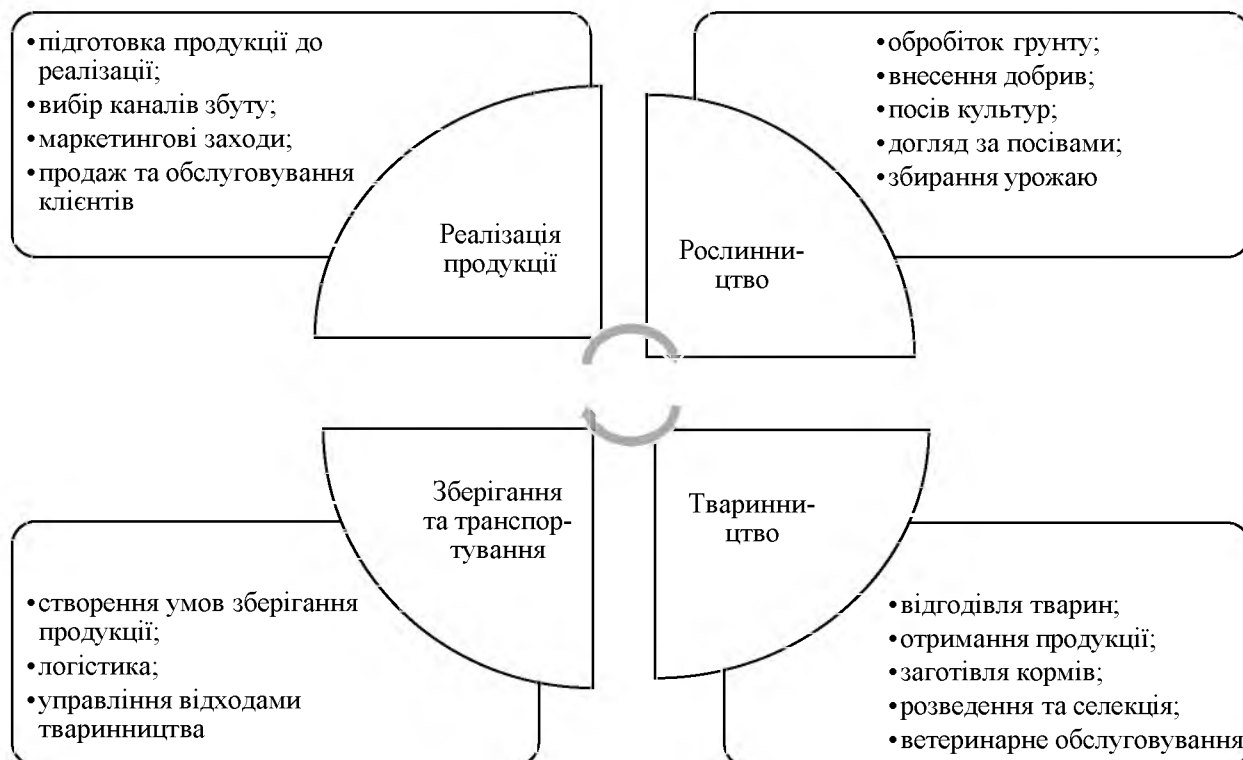 •підготовка продукції до
реалізації;
•вибір каналів збуту;
•маркетингові заходи;
•продаж та обслуговування
клієнтів
Реалізація
продукції
•обробіток грунту;
•внесення добрив;
•посів культур;
•догляд за посівами;
•збирання урожаю
Рослинни-
цтво
Зберігання
та транспор-
тування
•створення умов зберігання
продукції;
•логістика;
•управління відходами
тваринництва
Тваринни-
цтво
•відгодівля тварин;
•отримання продукції;
•заготівля кормів;
•розведення та селекція;
•ветеринарне обслуговування